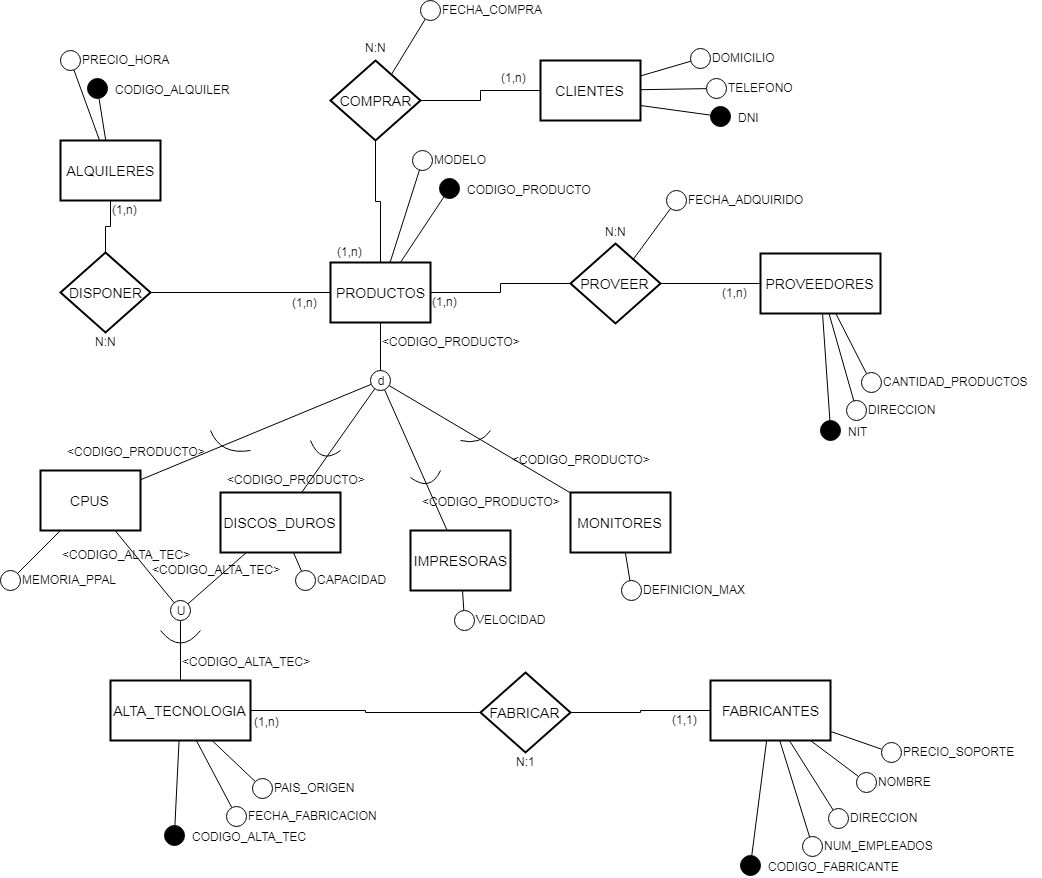 FECHA_COMPRA
N:N
PRECIO_HORA
DOMICILIO
(1,n)
CODIGO_ALQUILER
TELEFONO
CLIENTES
COMPRAR
DNI
MODELO
ALQUILERES
CODIGO_PRODUCTO
FECHA_ADQUIRIDO
(1,n)
N:N
(1,n)
PROVEEDORES
PROVEER
DISPONER
PRODUCTOS
(1,n)
(1,n)
(1,n)
N:N
<CODIGO_PRODUCTO>
d
CANTIDAD_PRODUCTOS
DIRECCION
NIT
<CODIGO_PRODUCTO>
<CODIGO_PRODUCTO>
<CODIGO_PRODUCTO>
<CODIGO_PRODUCTO>
CPUS
DISCOS_DUROS
MONITORES
<CODIGO_ALTA_TEC>
IMPRESORAS
<CODIGO_ALTA_TEC>
MEMORIA_PPAL
CAPACIDAD
DEFINICION_MAX
U
VELOCIDAD
<CODIGO_ALTA_TEC>
ALTA_TECNOLOGIA
(1,n)
FABRICAR
(1,1)
FABRICANTES
PRECIO_SOPORTE
N:1
NOMBRE
PAIS_ORIGEN
FECHA_FABRICACION
DIRECCION
CODIGO_ALTA_TEC
NUM_EMPLEADOS
CODIGO_FABRICANTE